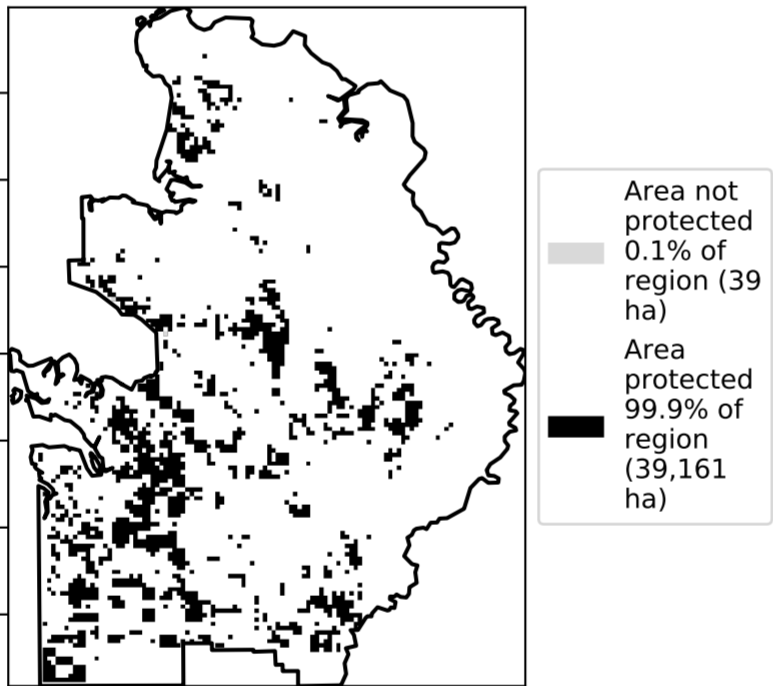 Area not
protected
0.1% of
region (39
ha)
Area
protected
99.9% of
region
(39,161
ha)